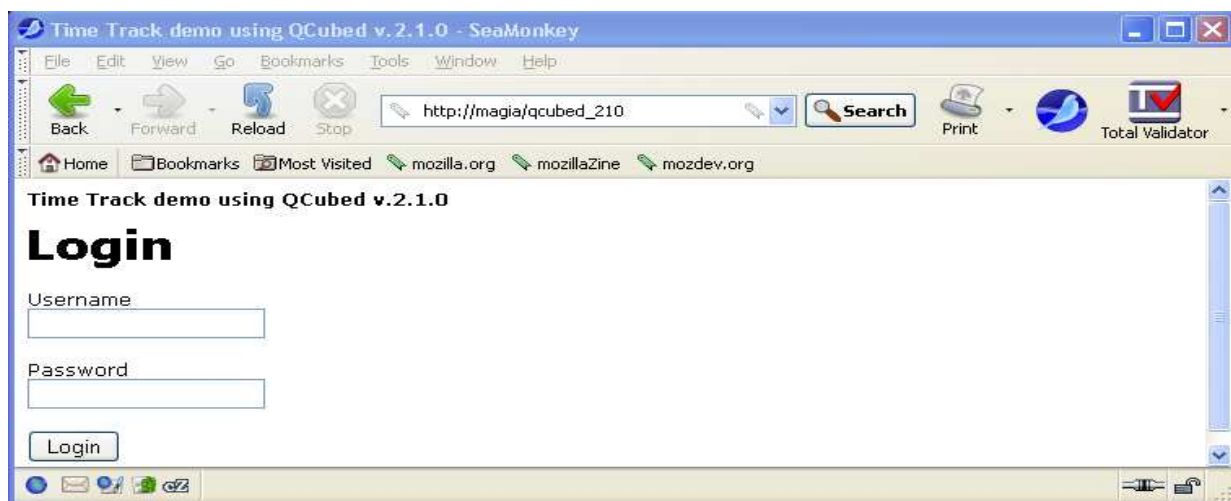 Time Track demo using QCubed v.2.1.0 - SeaMonkey
File Edit View Go Bookmarks Tools Window Help
http://magia/qcubed_210 Search
Back Forward Reload Stop Print Total Validator
Home Bookmarks Most Visited mozilla.org mozillaZine mozdev.org
Time Track demo using QCubed v.2.1.0
Login
Username
Password
Login
cZ